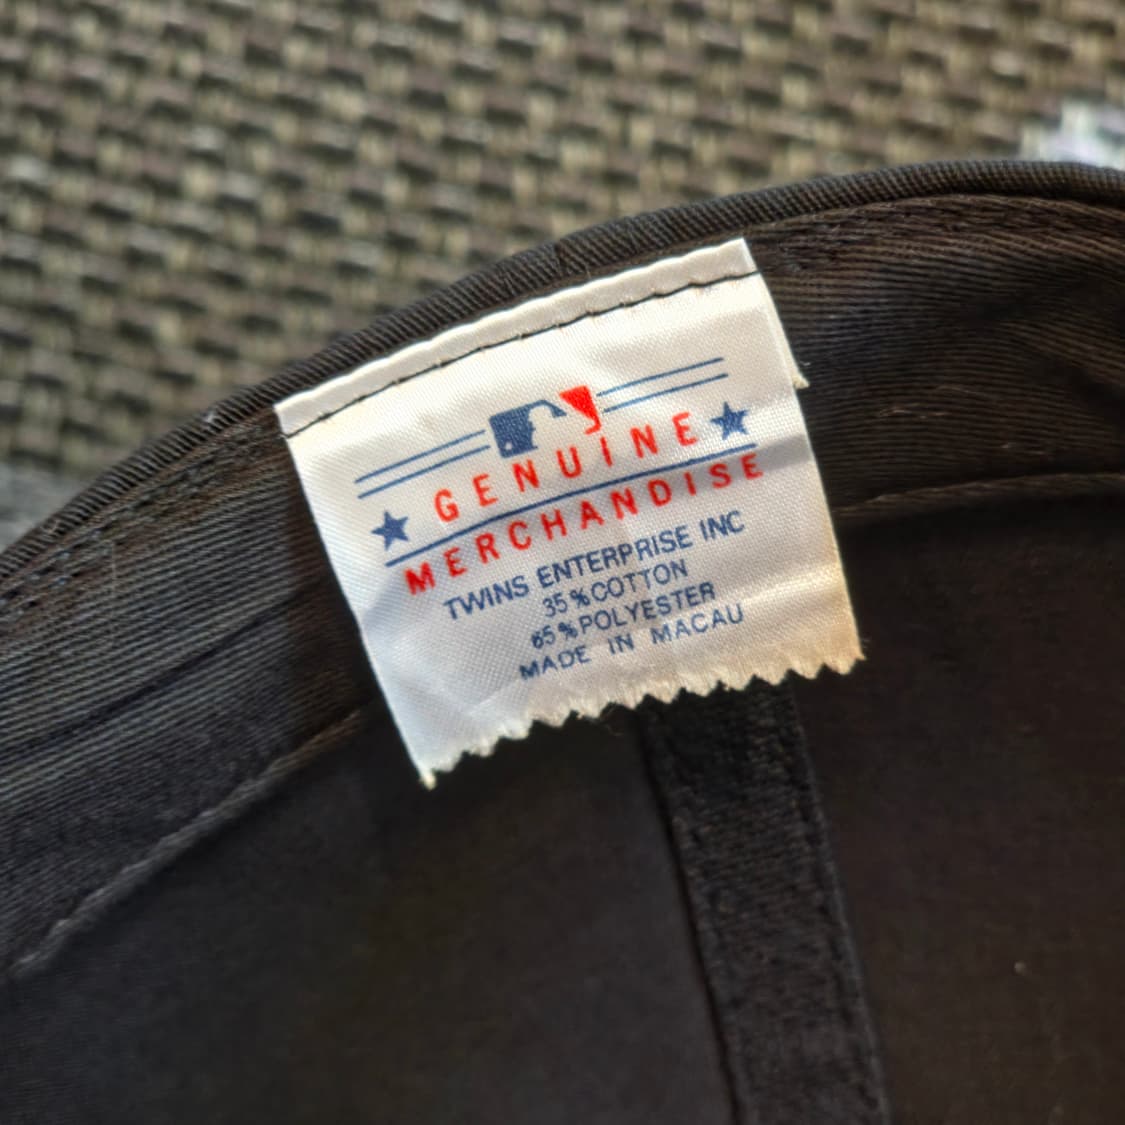 GENUINE
MERCHANDISE
TWINS ENTERPRISE INC
35%COTTON
65%POLYESTER
MADE IN MACAU